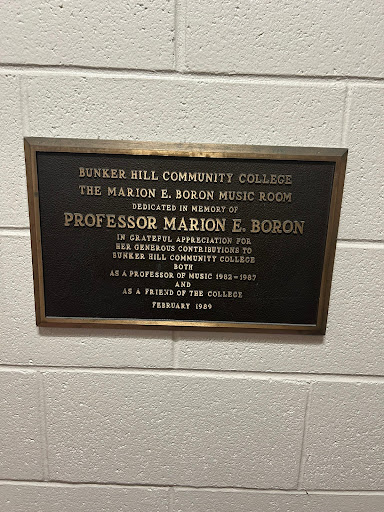 BUNKER HILL COMMUNITY COLLEGE
THE MARION E. BORON MUSIC ROOM
DEDICATED IN MEMORY OF
PROFESSOR MARION E. BORON
IN GRATEFUL APPRECIATION FOR
HER GENEROUS CONTRIBUTIONS TO
BUNKER HILL COMMUNITY COLLEGE
BOTH
AS A PROFESSOR OF MUSIC 1982-1987
AND
AS A FRIEND OF THE COLLEGE
FEBRUARY 1989